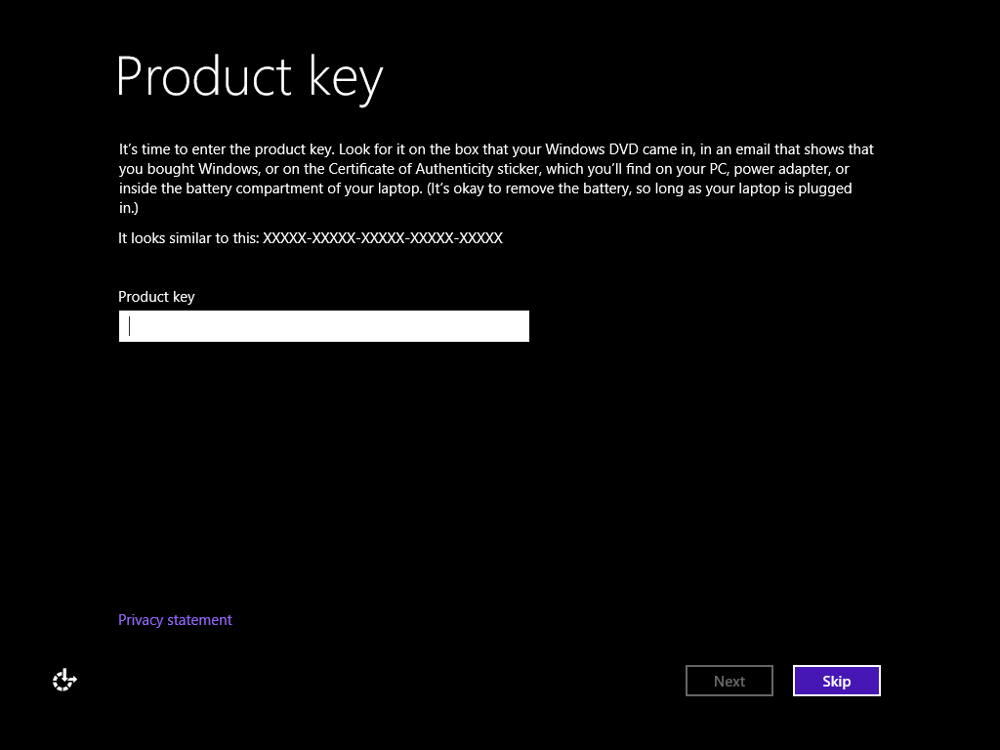 Product key
It's time to enter the product key. Look for it on the box that your Windows DVD came in, in an email that shows that
you bought Windows, or on the Certificate of Authenticity sticker, which you'll find on your PC, power adapter, or
inside the battery compartment of your laptop. (It's okay to remove the battery, so long as your laptop is plugged
in.)
It looks similar to this: XXXXX-XXXXX-XXXXX-XXXXX-XXXXX
Product key
Privacy statement
Next
Skip